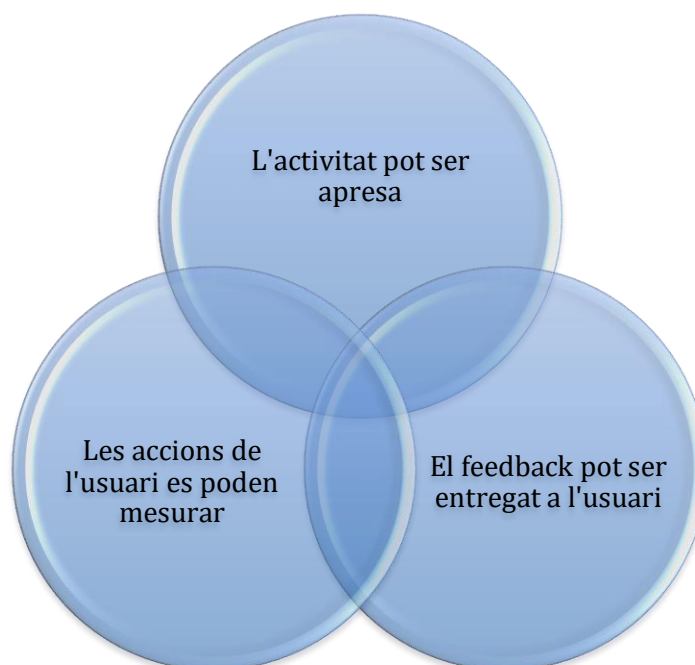 L'activitat pot ser
apresa
Les accions de
l'usuari es poden
mesurar
El feedback pot ser
entregat a l'usuari